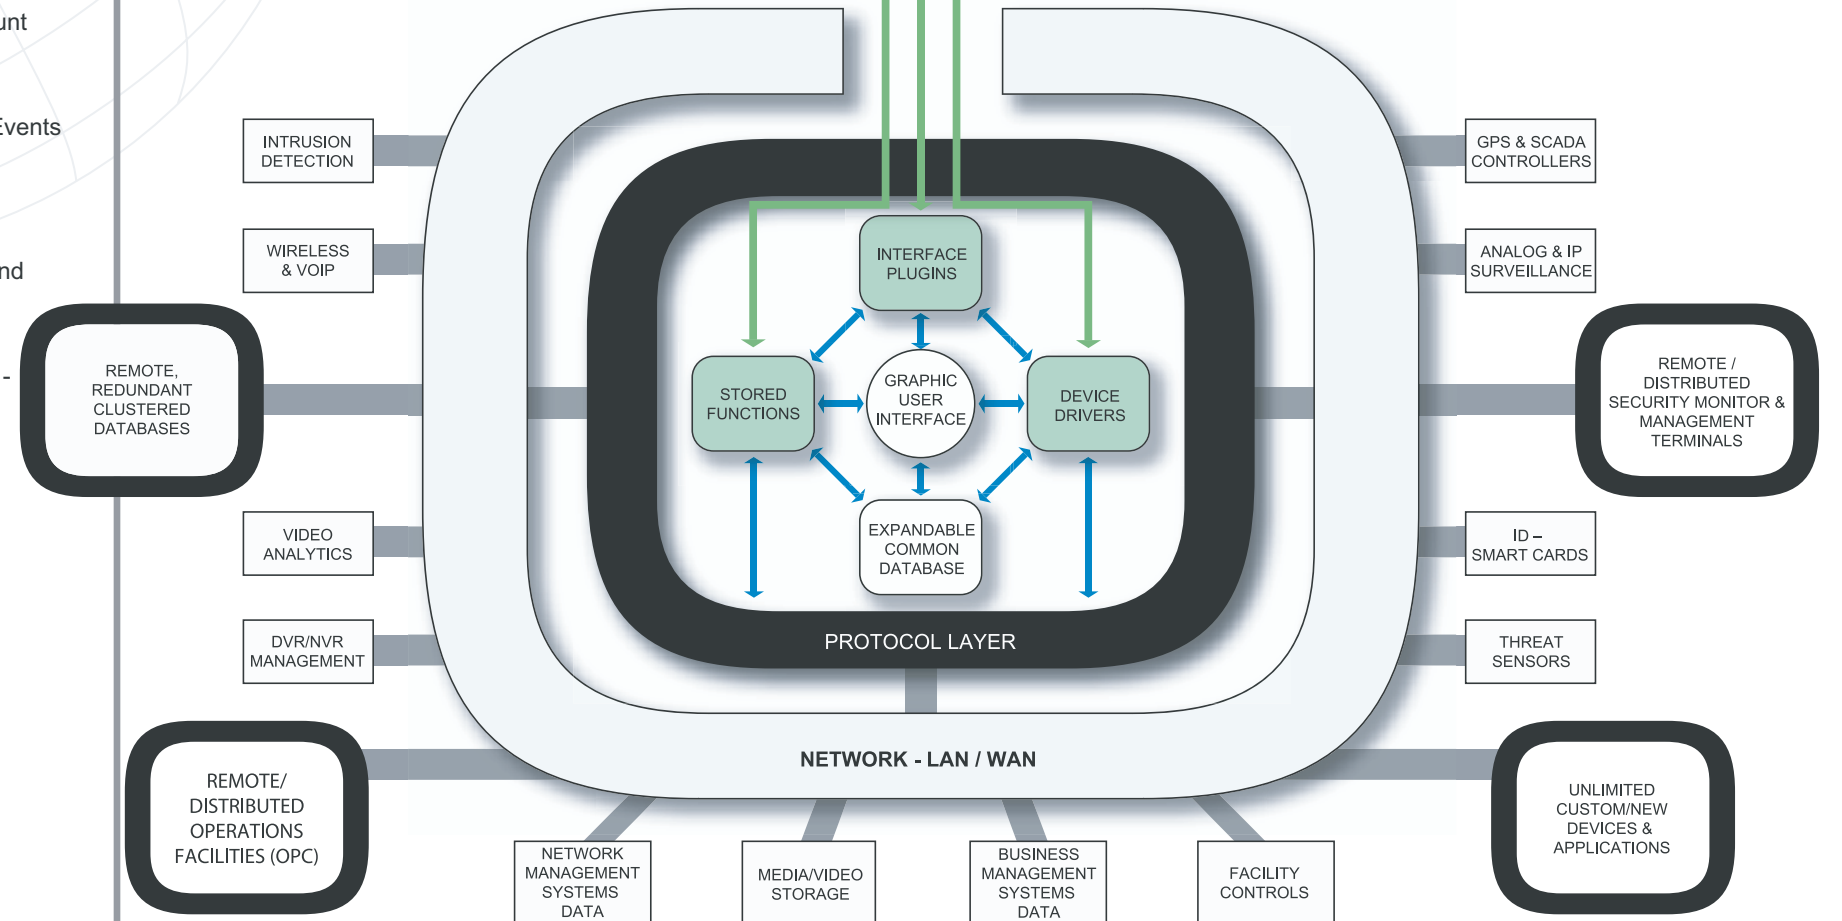 unt
Events
nd
-
INTRUSION
DETECTION
WIRELESS
& VOIP
REMOTE,
REDUNDANT
CLUSTERED
DATABASES
VIDEO
ANALYTICS
DVR/NVR
MANAGEMENT
REMOTE/
DISTRIBUTED
OPERATIONS
FACILITIES (OPC)
INTERFACE
PLUGINS
STORED
FUNCTIONS
GRAPHIC
USER
INTERFACE
DEVICE
DRIVERS
EXPANDABLE
COMMON
DATABASE
PROTOCOL LAYER
NETWORK - LAN / WAN
NETWORK
MANAGEMENT
SYSTEMS
DATA
MEDIA/VIDEO
STORAGE
BUSINESS
MANAGEMENT
SYSTEMS
DATA
FACILITY
CONTROLS
GPS & SCADA
CONTROLLERS
ANALOG & IP
SURVEILLANCE
REMOTE /
DISTRIBUTED
SECURITY MONITOR &
MANAGEMENT
TERMINALS
ID –
SMART CARDS
THREAT
SENSORS
UNLIMITED
CUSTOM/NEW
DEVICES &
APPLICATIONS